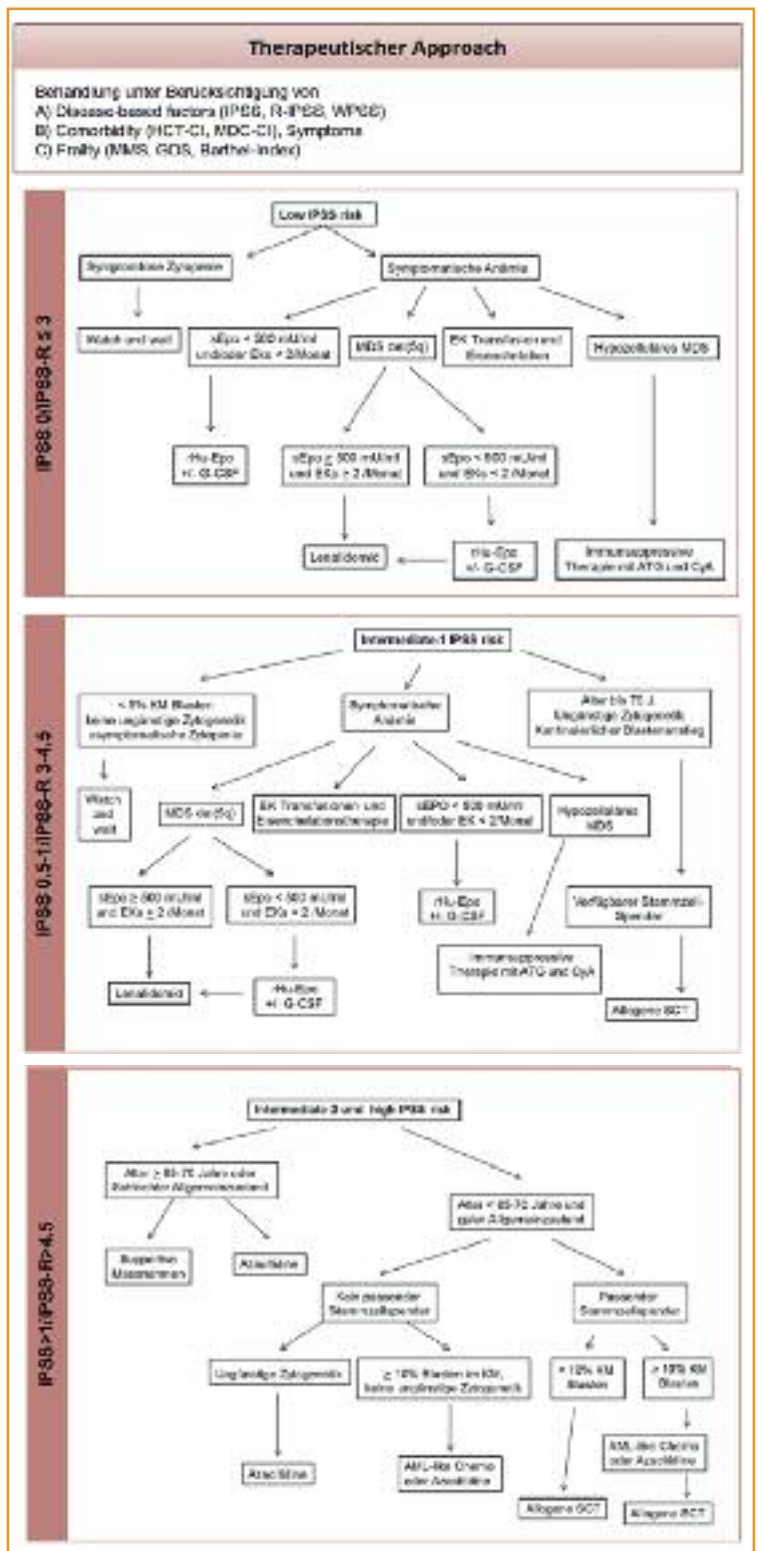 Therapeutischer Approach
Behandlung unter Berücksichtigung von
A) Disease-based factors (IPSS, R-IPSS, WPSS)
B) Comorbidity (HCT-CI, MDC-CI), Symptoms
C) Frailty (MMS, GDS, Barthel-Index)
IPSS 0/IPSS-R ≤ 3
Low IPSS risk
Symptomlose Zytopenie
Symptomatische Anämie
Watch and wait
sEpo < 500 mU/ml
und/oder EKs < 2/Monat
MDS del(5q)
EK Transfusion und
Eisenchelation
Hypozelluläres MDS
rHu-Epo
+/- G-CSF
sEpo ≥ 500 mU/ml
und EKs ≥ 2 /Monat
sEpo < 500 mU/ml
und EKs < 2 /Monat
Lenalidomid
rHu-Epo
+/- G-CSF
Immunsuppressive
Therapie mit ATG und CyA
IPSS 0.5-1/IPSS-R 3-4,5
Intermediate-1 IPSS risk
< 5% KM Blasten
keine ungünstige Zytogenetik
asymptomatische Zytopenie
Symptomatische
Anämie
Alter bis 70 J.
Ungünstige Zytogenetik
Kontinuierlicher Blastenanstieg
Watch
and
wait
MDS del(5q)
EK Transfusionen und
Eisenchelationstherapie
sEPO < 500 mU/ml
und/oder EK < 2/Monat
Hypozelluläres
MDS
sEpo ≥ 500 mU/ml
und EKs ≥ 2 /Monat
sEpo < 500 mU/ml
und EKs < 2 /Monat
rHu-Epo
+/- G-CSF
Verfügbarer Stammzell-
Spender
Immunsuppressive
Therapie mit ATG und CyA
Lenalidomid
rHu-Epo
+/- G-CSF
Allogene SCT
IPSS>1/IPSS-R>4,5
Intermediate 2 und high IPSS risk
Alter ≥ 65-70 Jahre oder
Schlechter Allgemeinzustand
Alter < 65-70 Jahre und
guter Allgemeinzustand
Supportive
Massnahmen
Azacitidine
Kein passender
Stammzellspender
Passender
Stammzellspender
Ungünstige Zytogenetik
≥ 10% Blasten im KM,
keine ungünstige Zytogenetik
10% KM
Blasten
10% KM
Blasten
Azacitidine
AML-like Chemo
oder Azacitidine
AML-like Chemo
oder Azacitidine
Allogene SCT
Allogene SCT